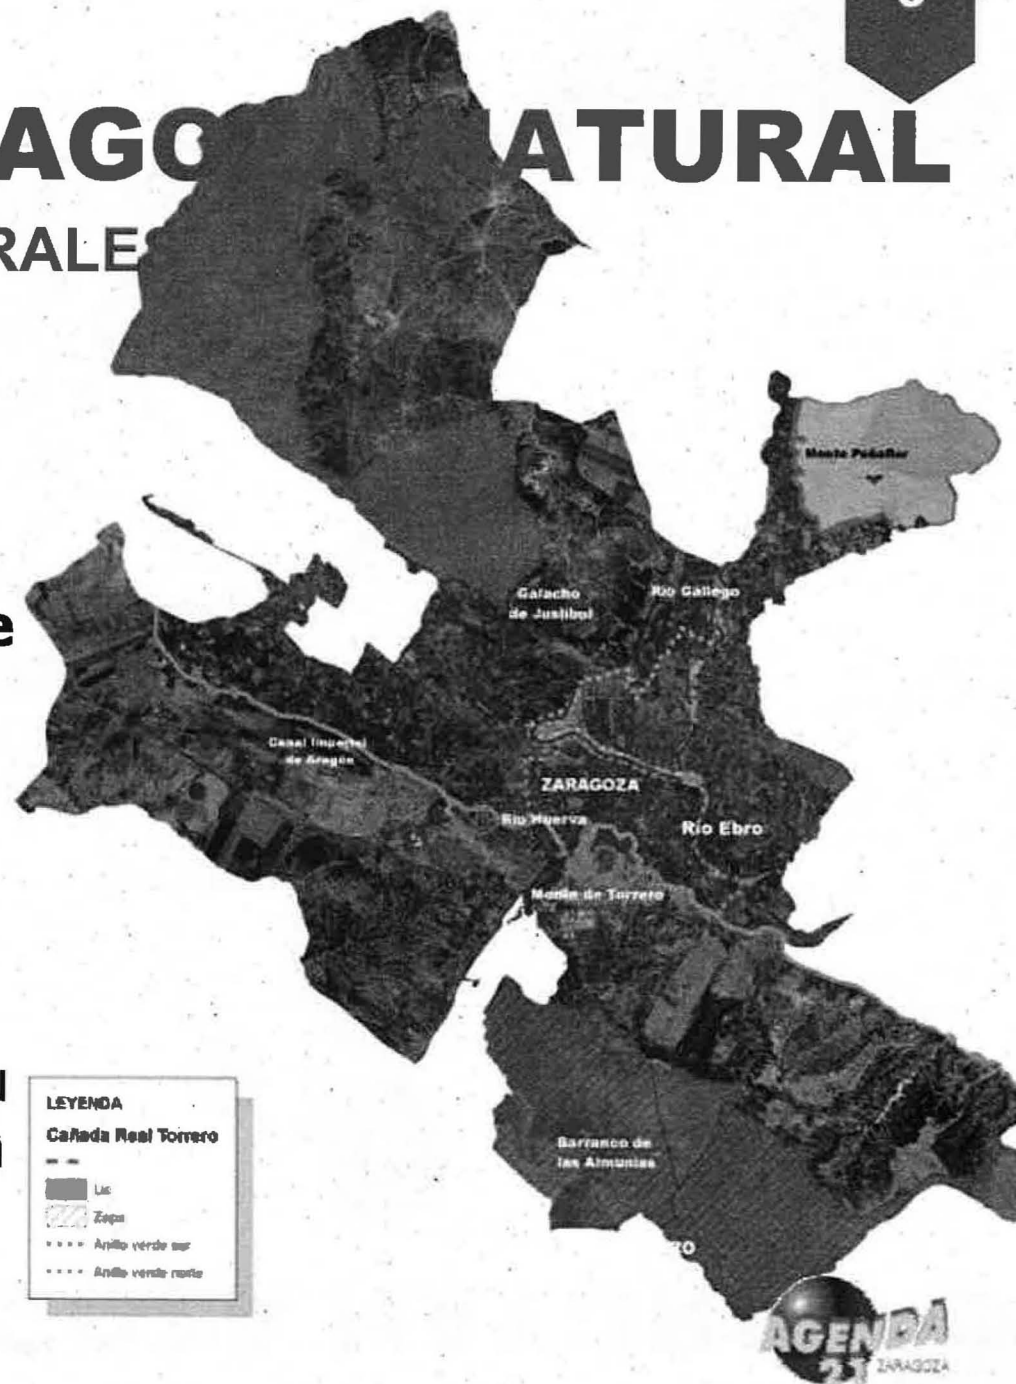 AGO ATURAL
RALES
Monte Peñaflor
Galacho
de Juslibol
Río Gallego
e
Canal Imperial
de Aragón
ZARAGOZA
Río Huerva
Río Ebro
Monte de Torrero
Barranco de
las Almunias
LEYENDA
Cañada Real Torrero
Lic
Zepa
Anillo verde sur
Anillo verde norte
RO
AGENDA
21 ZARAGOZA